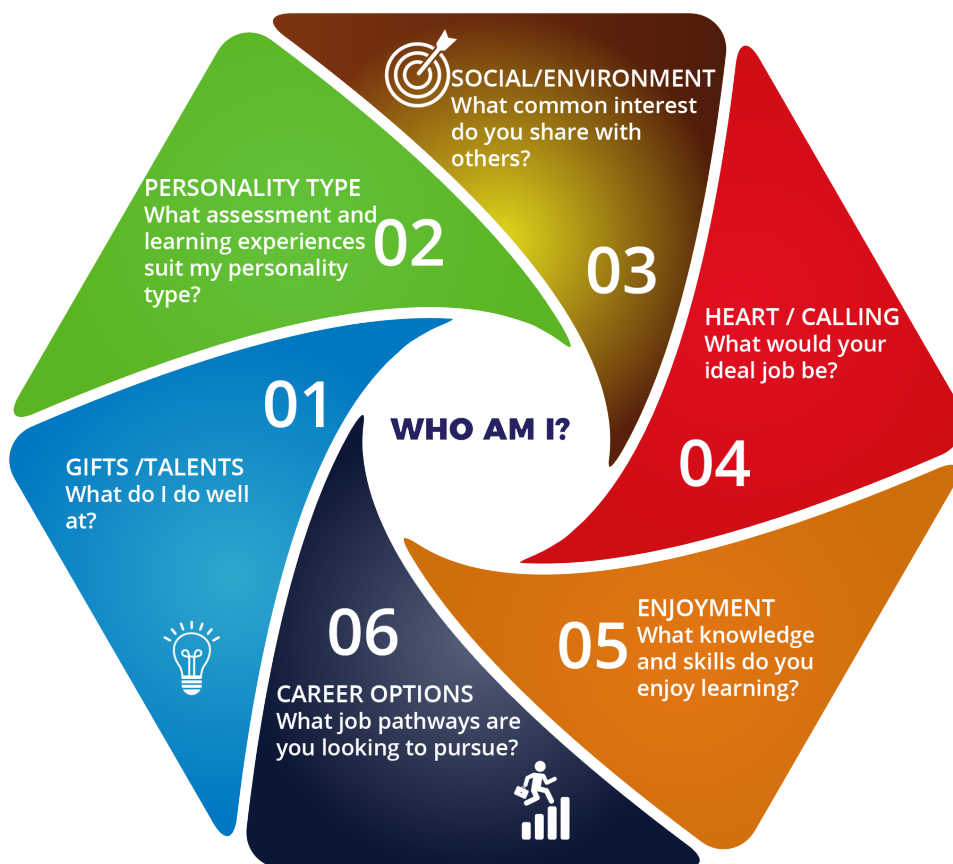 WHO AM I?
01
GIFTS /TALENTS
What do I do well
at?
02
PERSONALITY TYPE
What assessment and
learning experiences
suit my personality
type?
03
SOCIAL/ENVIRONMENT
What common interest
do you share with
others?
04
HEART / CALLING
What would your
ideal job be?
05
ENJOYMENT
What knowledge
and skills do you
enjoy learning?
06
CAREER OPTIONS
What job pathways are
you looking to pursue?